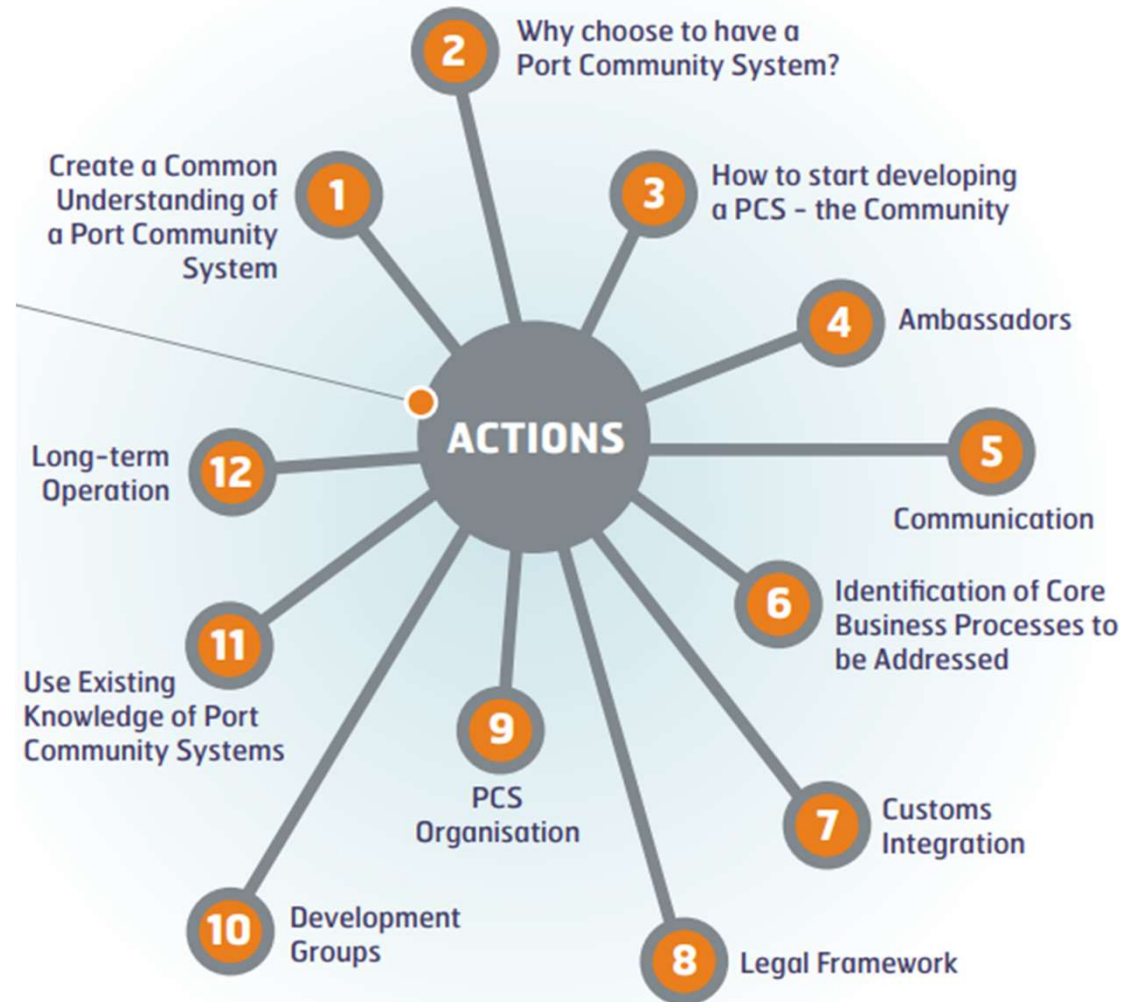 2
Why choose to have a
Port Community System?
Create a Common
Understanding of
a Port Community
System
1
3
How to start developing
a PCS – the Community
4
Ambassadors
ACTIONS
5
Communication
Long-term
Operation
12
6
Identification of Core
Business Processes to
be Addressed
11
Use Existing
Knowledge of Port
Community Systems
9
PCS
Organisation
7
Customs
Integration
10
Development
Groups
8
Legal Framework